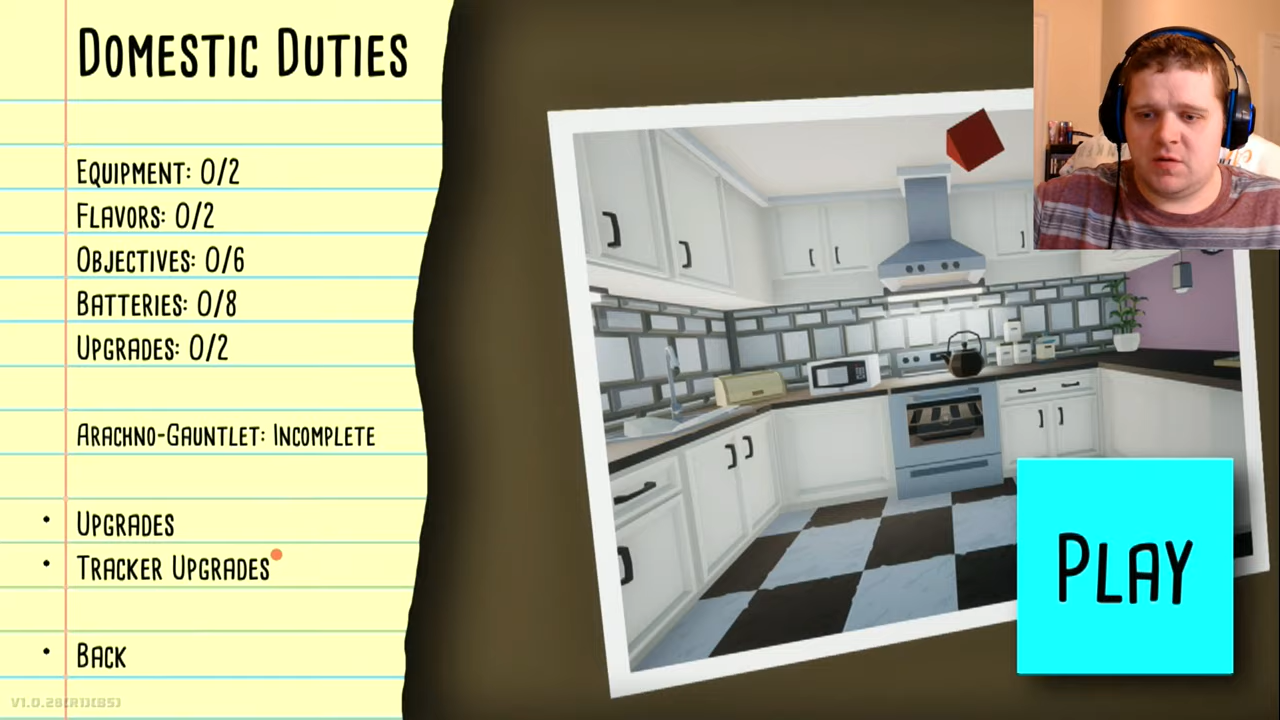 Domestic Duties
Equipment: 0/2
Flavors: 0/2
Objectives: 0/6
Batteries: 0/8
Upgrades: 0/2
Arachno-Gauntlet: Incomplete
• Upgrades
• Tracker Upgrades
• Back
Play